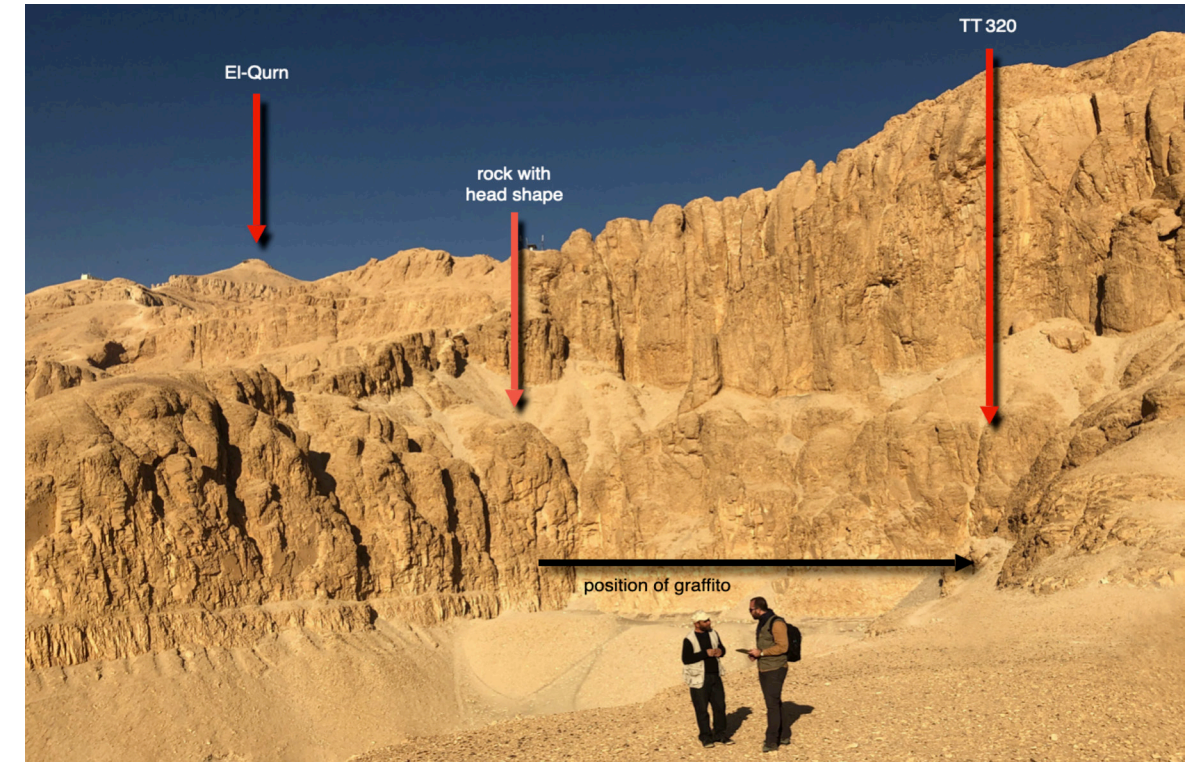 TT 320
El-Qurn
rock with
head shape
position of graffito